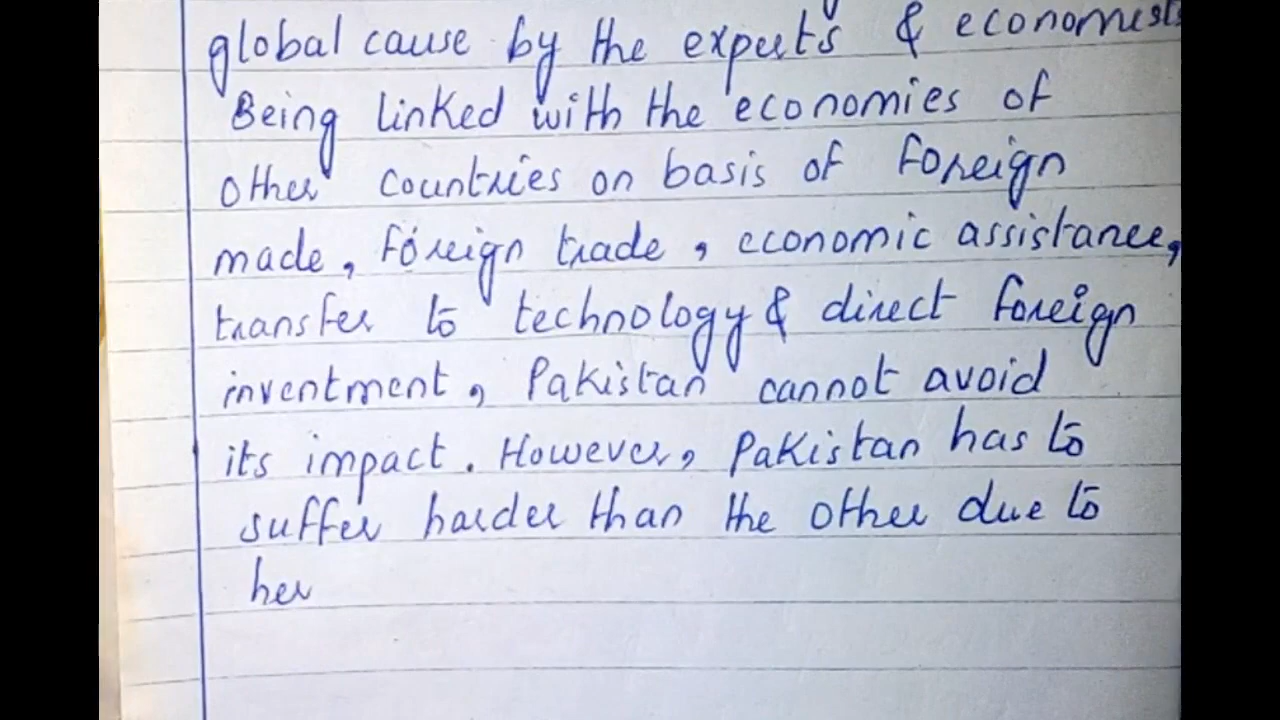 global cause by the experts & economists
Being linked with the economies of
other countries on basis of foreign
made, foreign trade, economic assistance,
transfer to technology & direct foreign
inventment, Pakistan cannot avoid
its impact. However, Pakistan has to
suffer harder than the other due to
her